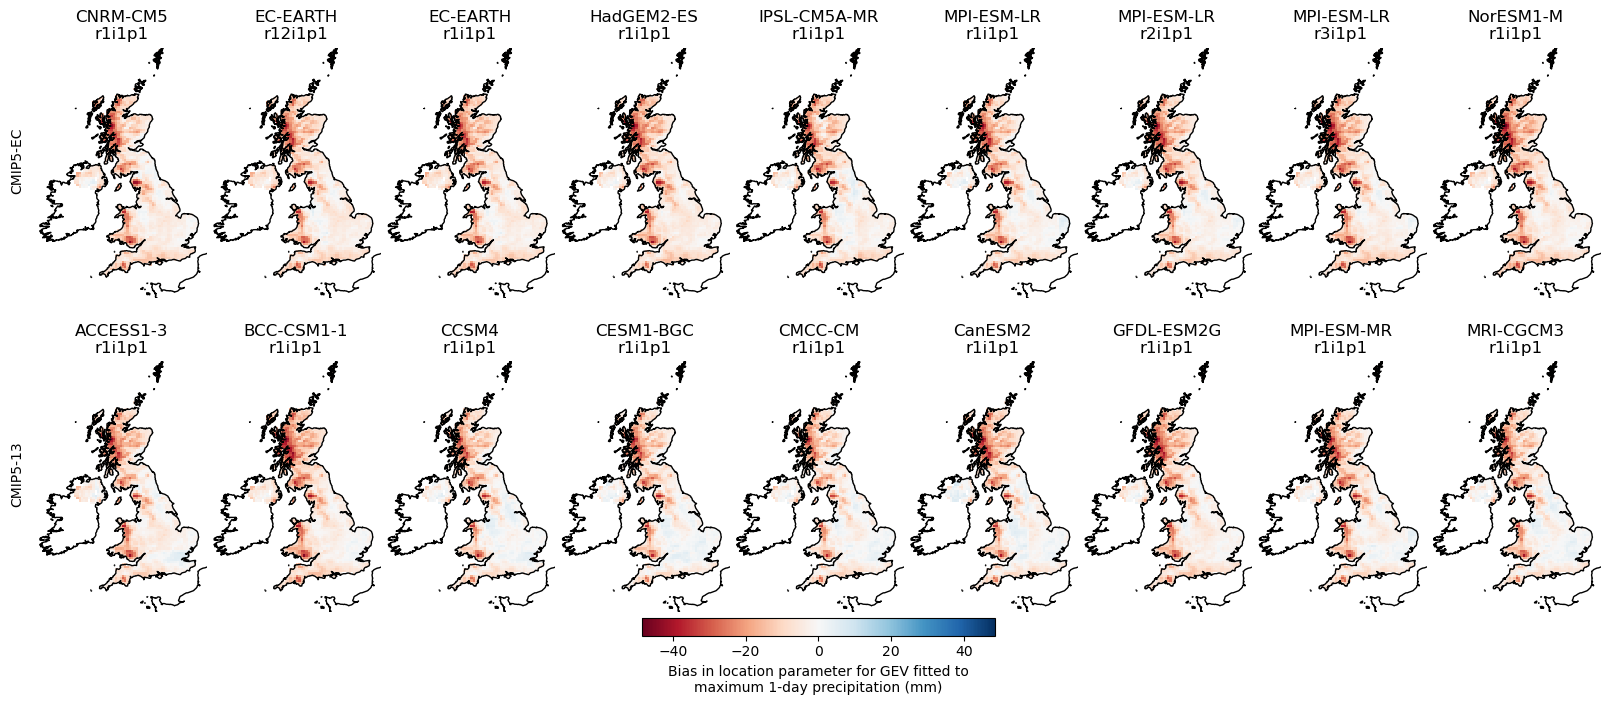 CNRM-CM5 EC-EARTH EC-EARTH HadGEM2-ES IPSL-CM5A-MR MPI-ESM-LR MPI-ESM-LR MPI-ESM-LR NorESM1-M
r1i1p1 r12i1p1 r1i1p1 r1i1p1 r1i1p1 r1i1p1 r2i1p1 r3i1p1 r1i1p1
CMIP5-EC
ACCESS1-3 BCC-CSM1-1 CCSM4 CESM1-BGC CMCC-CM CanESM2 GFDL-ESM2G MPI-ESM-MR MRI-CGCM3
r1i1p1 r1i1p1 r1i1p1 r1i1p1 r1i1p1 r1i1p1 r1i1p1 r1i1p1 r1i1p1
CMIP5-13
−40 −20 0 20 40
Bias in location parameter for GEV fitted to
maximum 1-day precipitation (mm)